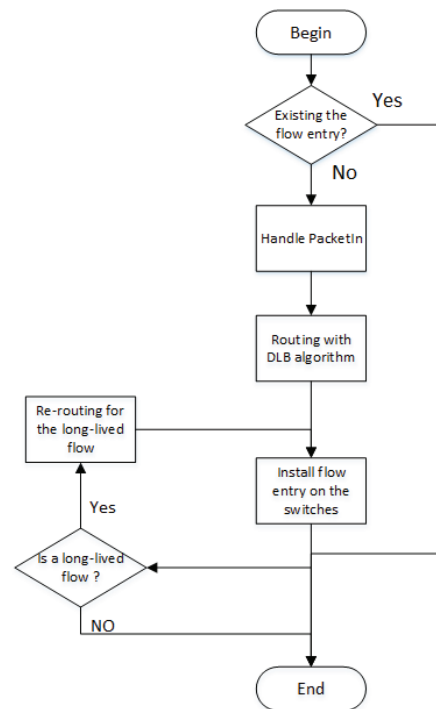 Begin
Existing the
flow entry?
Yes
No
Handle PacketIn
Routing with
DLB algorithm
Re-routing for
the long-lived
flow
Install flow
entry on the
switches
Yes
Is a long-lived
flow ?
NO
End